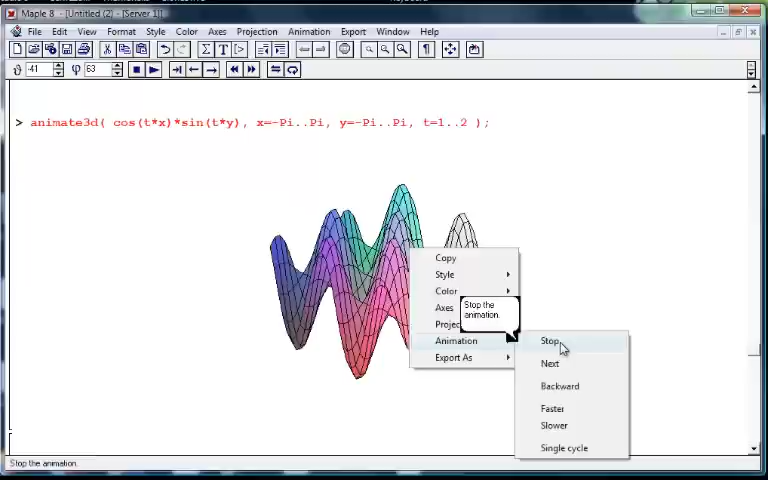 Maple 8 - [Untitled (2) - [Server 1]]
File Edit View Format Style Color Axes Projection Animation Export Window Help
ϑ -41 φ 63
> animate3d( cos(t*x)*sin(t*y), x=-Pi..Pi, y=-Pi..Pi, t=1..2 );
Copy
Style
Color
Axes
Stop the
animation.
Projec
Animation
Export As
Stop
Next
Backward
Faster
Slower
Single cycle
Stop the animation.